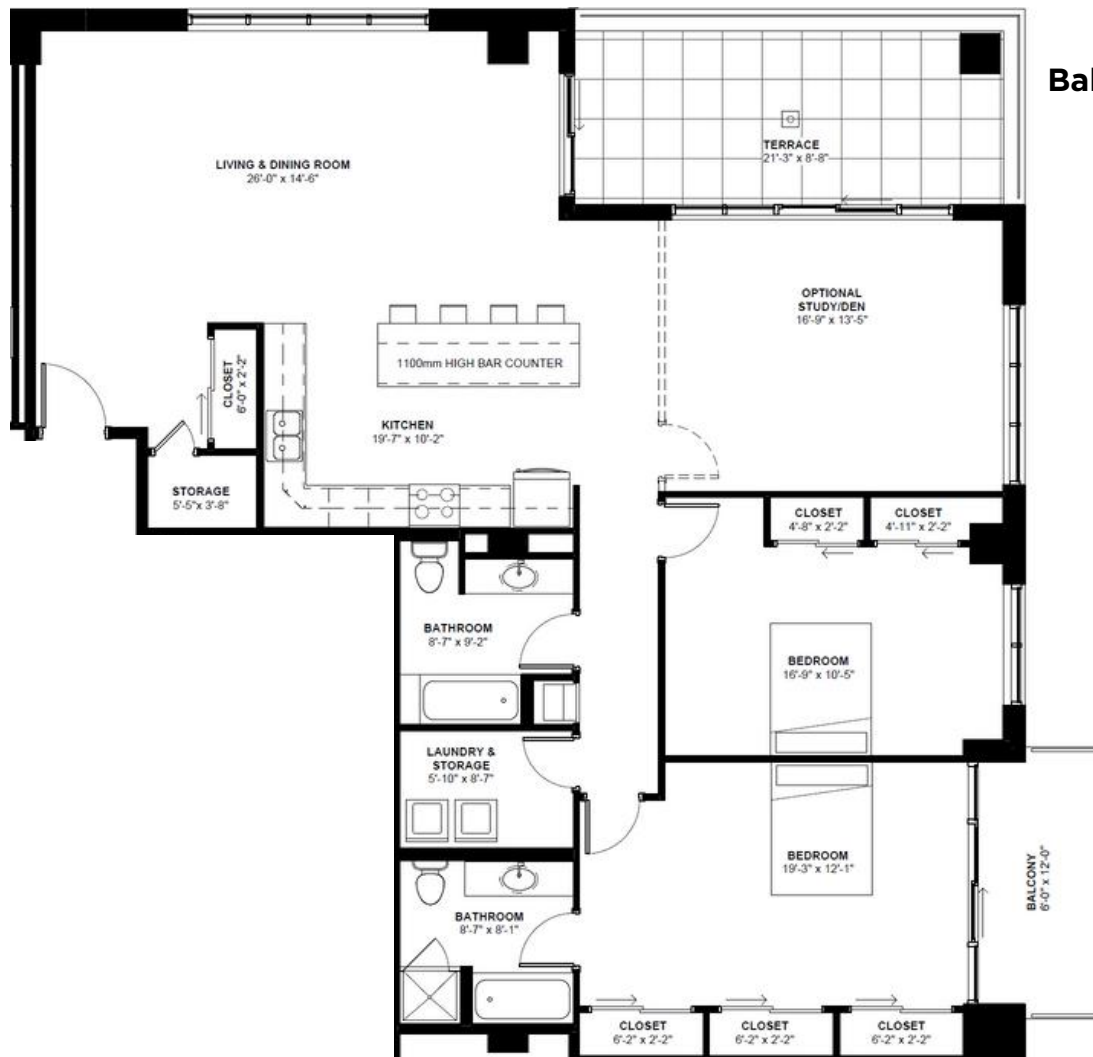 Bal
TERRACE
21'-3" x 8'-8"
LIVING & DINING ROOM
26'-0" x 14'-6"
OPTIONAL
STUDY/DEN
16'-9" x 13'-5"
1100mm HIGH BAR COUNTER
CLOSET
6'-0" x 2'-2"
KITCHEN
19'-7" x 10'-2"
STORAGE
5'-5" x 3'-8"
CLOSET
4'-8" x 2'-2"
CLOSET
4'-11" x 2'-2"
BATHROOM
8'-7" x 9'-2"
BEDROOM
16'-9" x 10'-5"
LAUNDRY &
STORAGE
5'-10" x 8'-7"
BEDROOM
19'-3" x 12'-1"
BALCONY
6'-0" x 12'-0"
BATHROOM
8'-7" x 8'-1"
CLOSET
6'-2" x 2'-2"
CLOSET
6'-2" x 2'-2"
CLOSET
6'-2" x 2'-2"